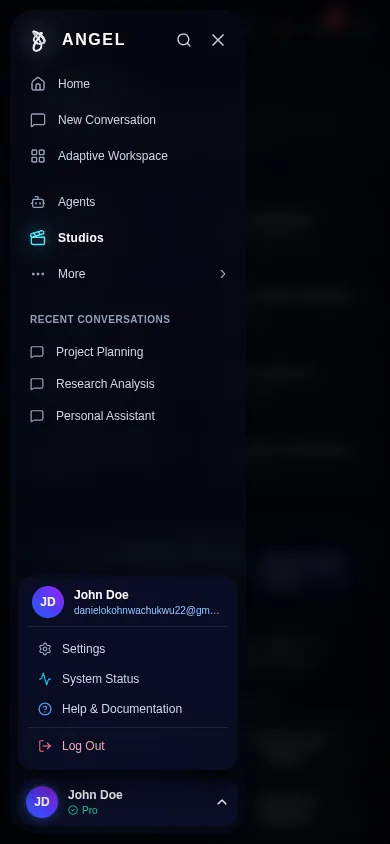 ANGEL
Home
New Conversation
Adaptive Workspace
Agents
Studios
More
RECENT CONVERSATIONS
Project Planning
Research Analysis
Personal Assistant
JD
John Doe
danielokohnwachukwu22@gm...
Settings
System Status
Help & Documentation
Log Out
JD
John Doe
Pro